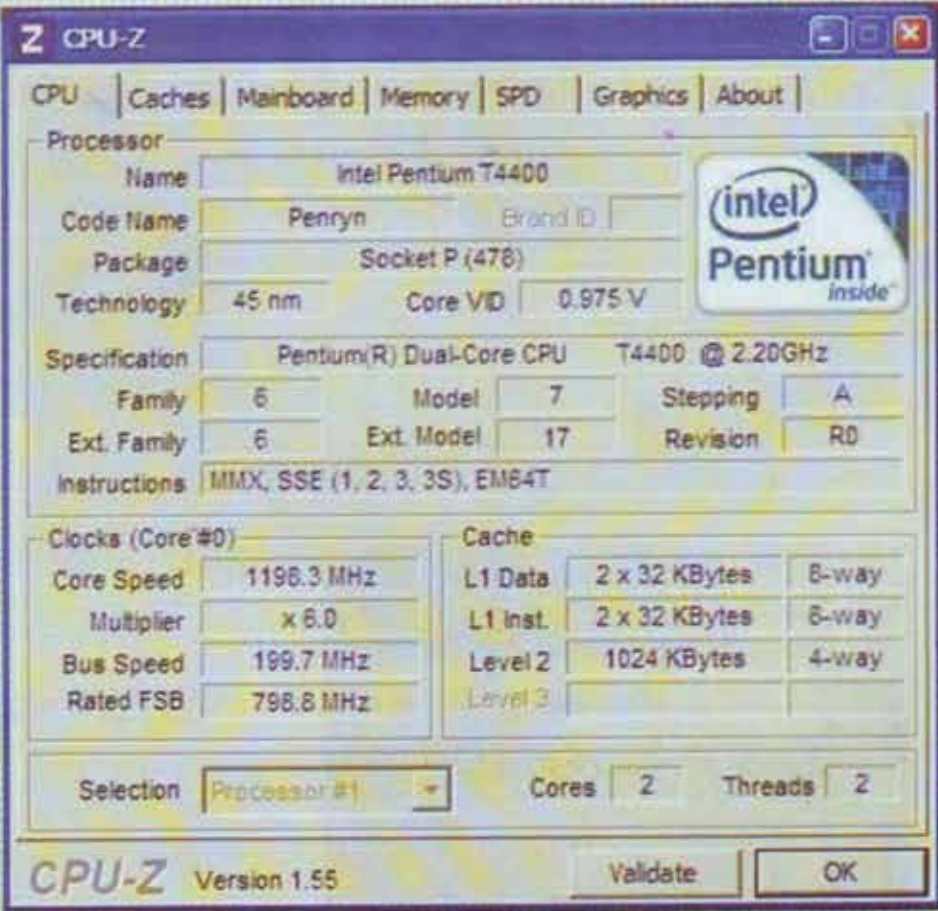 Z CPU-Z
CPU Caches Mainboard Memory SPD Graphics About
Processor
Name Intel Pentium T4400
Code Name Penryn Brand ID
Package Socket P (478)
Technology 45 nm Core VID 0.975 V
intel
Pentium
inside
Specification Pentium(R) Dual-Core CPU T4400 @ 2.20GHz
Family 6 Model 7 Stepping A
Ext. Family 6 Ext. Model 17 Revision R0
Instructions MMX, SSE (1, 2, 3, 3S), EM64T
Clocks (Core #0)
Core Speed 1198.3 MHz
Multiplier x 6.0
Bus Speed 199.7 MHz
Rated FSB 798.8 MHz
Cache
L1 Data 2 x 32 KBytes 8-way
L1 Inst. 2 x 32 KBytes 8-way
Level 2 1024 KBytes 4-way
Level 3
Selection Processor #1 Cores 2 Threads 2
CPU-Z Version 1.55 Validate OK